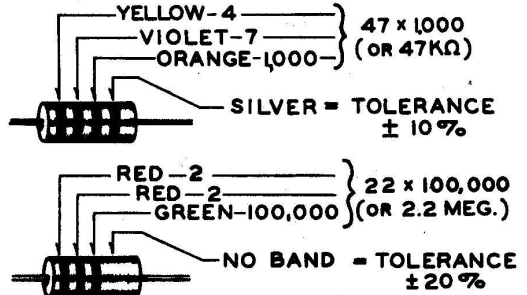 YELLOW-4
VIOLET-7
ORANGE-1,000
47 x 1,000
(OR 47KΩ)
SILVER = TOLERANCE
± 10%
RED-2
RED-2
GREEN-100,000
22 x 100,000
(OR 2.2 MEG.)
NO BAND = TOLERANCE
± 20%